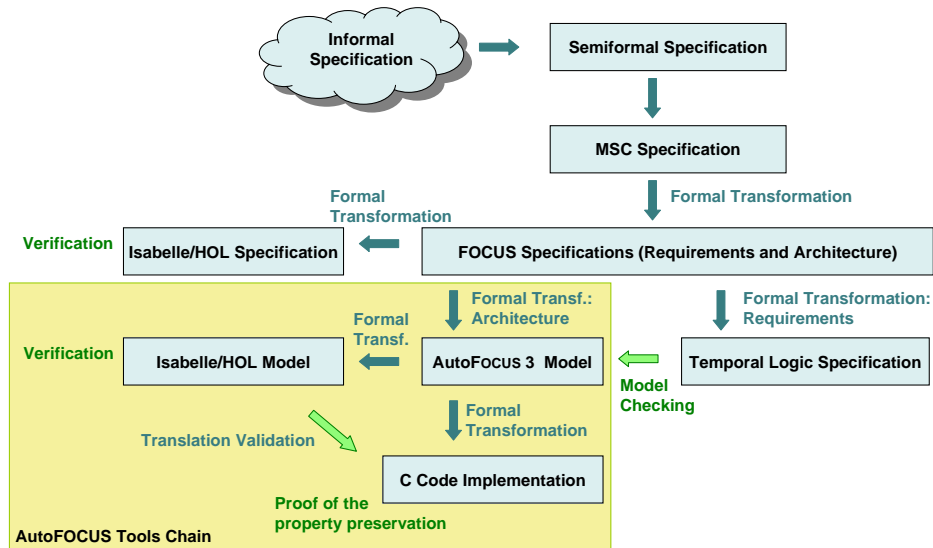 Informal
Specification
Semiformal Specification
MSC Specification
Formal Transformation
Formal
Transformation
Verification
Isabelle/HOL Specification
FOCUS Specifications (Requirements and Architecture)
Formal Transf.:
Architecture
Formal Transformation:
Requirements
Formal
Transf.
Verification
Isabelle/HOL Model
AutoFOCUS 3 Model
Temporal Logic Specification
Model
Checking
Formal
Transformation
Translation Validation
C Code Implementation
Proof of the
property preservation
AutoFOCUS Tools Chain